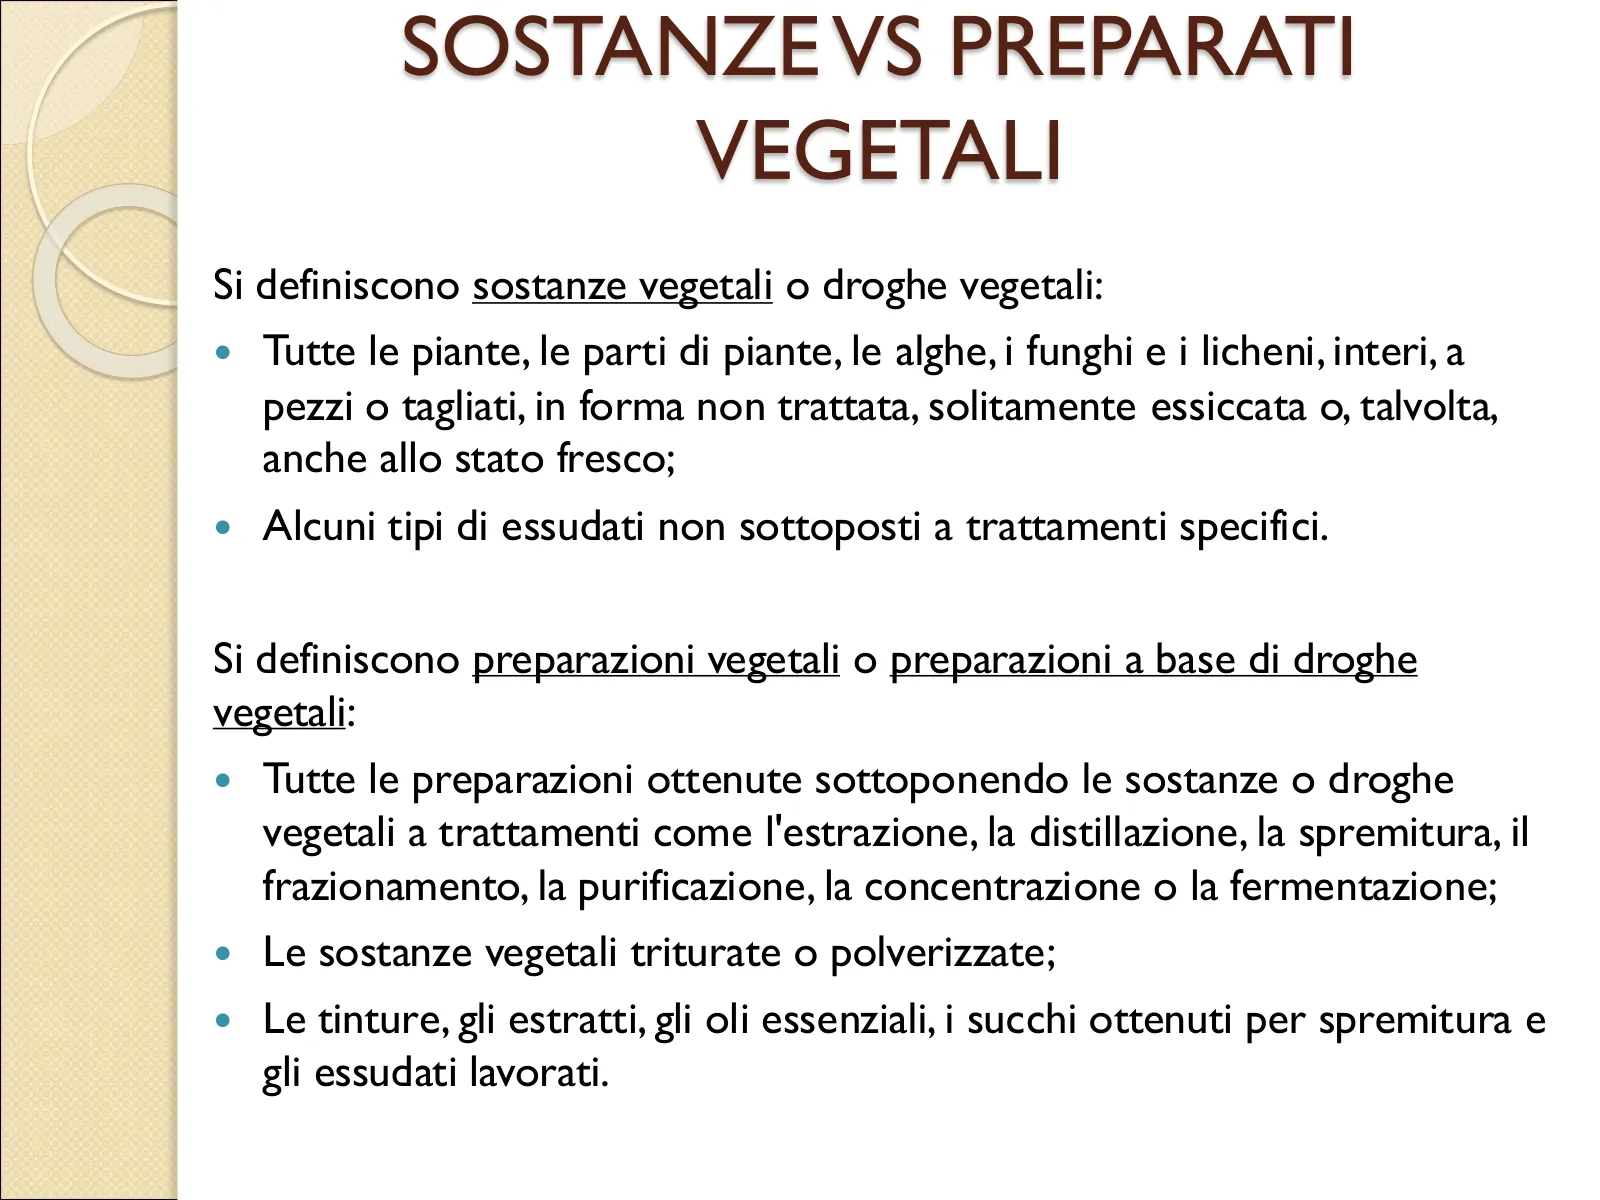 SOSTANZE VS PREPARATI
VEGETALI
Si definiscono sostanze vegetali o droghe vegetali:
• Tutte le piante, le parti di piante, le alghe, i funghi e i licheni, interi, a
pezzi o tagliati, in forma non trattata, solitamente essiccata o, talvolta,
anche allo stato fresco;
• Alcuni tipi di essudati non sottoposti a trattamenti specifici.
Si definiscono preparazioni vegetali o preparazioni a base di droghe
vegetali:
• Tutte le preparazioni ottenute sottoponendo le sostanze o droghe
vegetali a trattamenti come l'estrazione, la distillazione, la spremitura, il
frazionamento, la purificazione, la concentrazione o la fermentazione;
• Le sostanze vegetali triturate o polverizzate;
• Le tinture, gli estratti, gli oli essenziali, i succhi ottenuti per spremitura e
gli essudati lavorati.